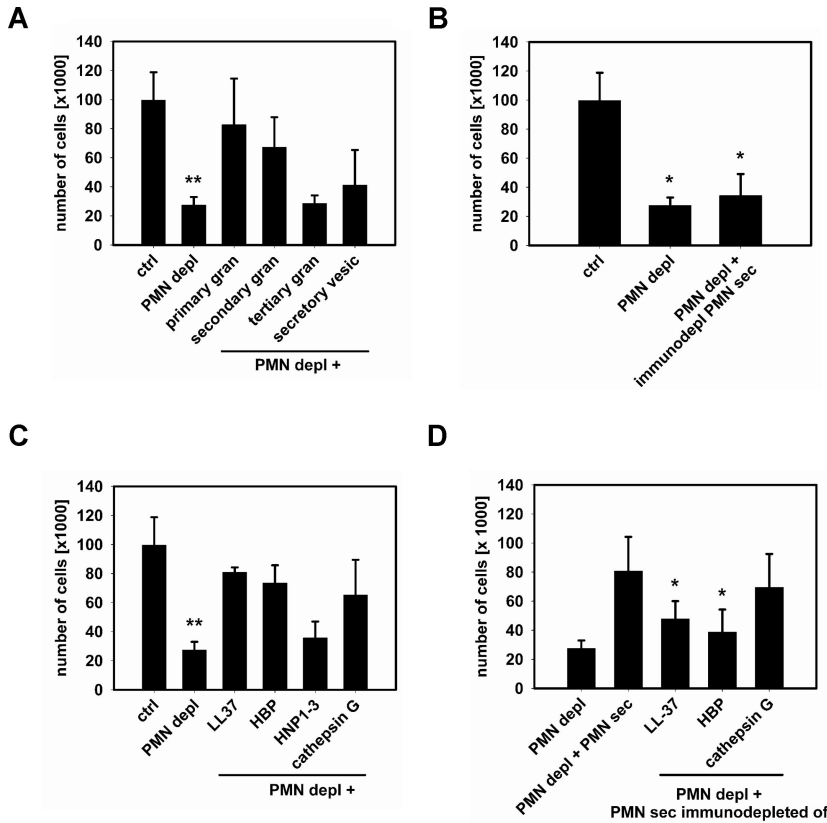 A
number of cells [x1000]
140
120
100
80
60
40
20
0
**
ctrl
PMN depl
primary gran
secondary gran
tertiary gran
secretory vesic
PMN depl +
B
number of cells [x1000]
140
120
100
80
60
40
20
0
*
*
ctrl
PMN depl
PMN depl +
immunodepl PMN sec
C
number of cells [x1000]
140
120
100
80
60
40
20
0
**
ctrl
PMN depl
LL37
HBP
HNP1-3
cathepsin G
PMN depl +
D
number of cells [x 1000]
140
120
100
80
60
40
20
0
*
*
PMN depl
PMN depl + PMN sec
LL-37
HBP
cathepsin G
PMN depl +
PMN sec immunodepleted of